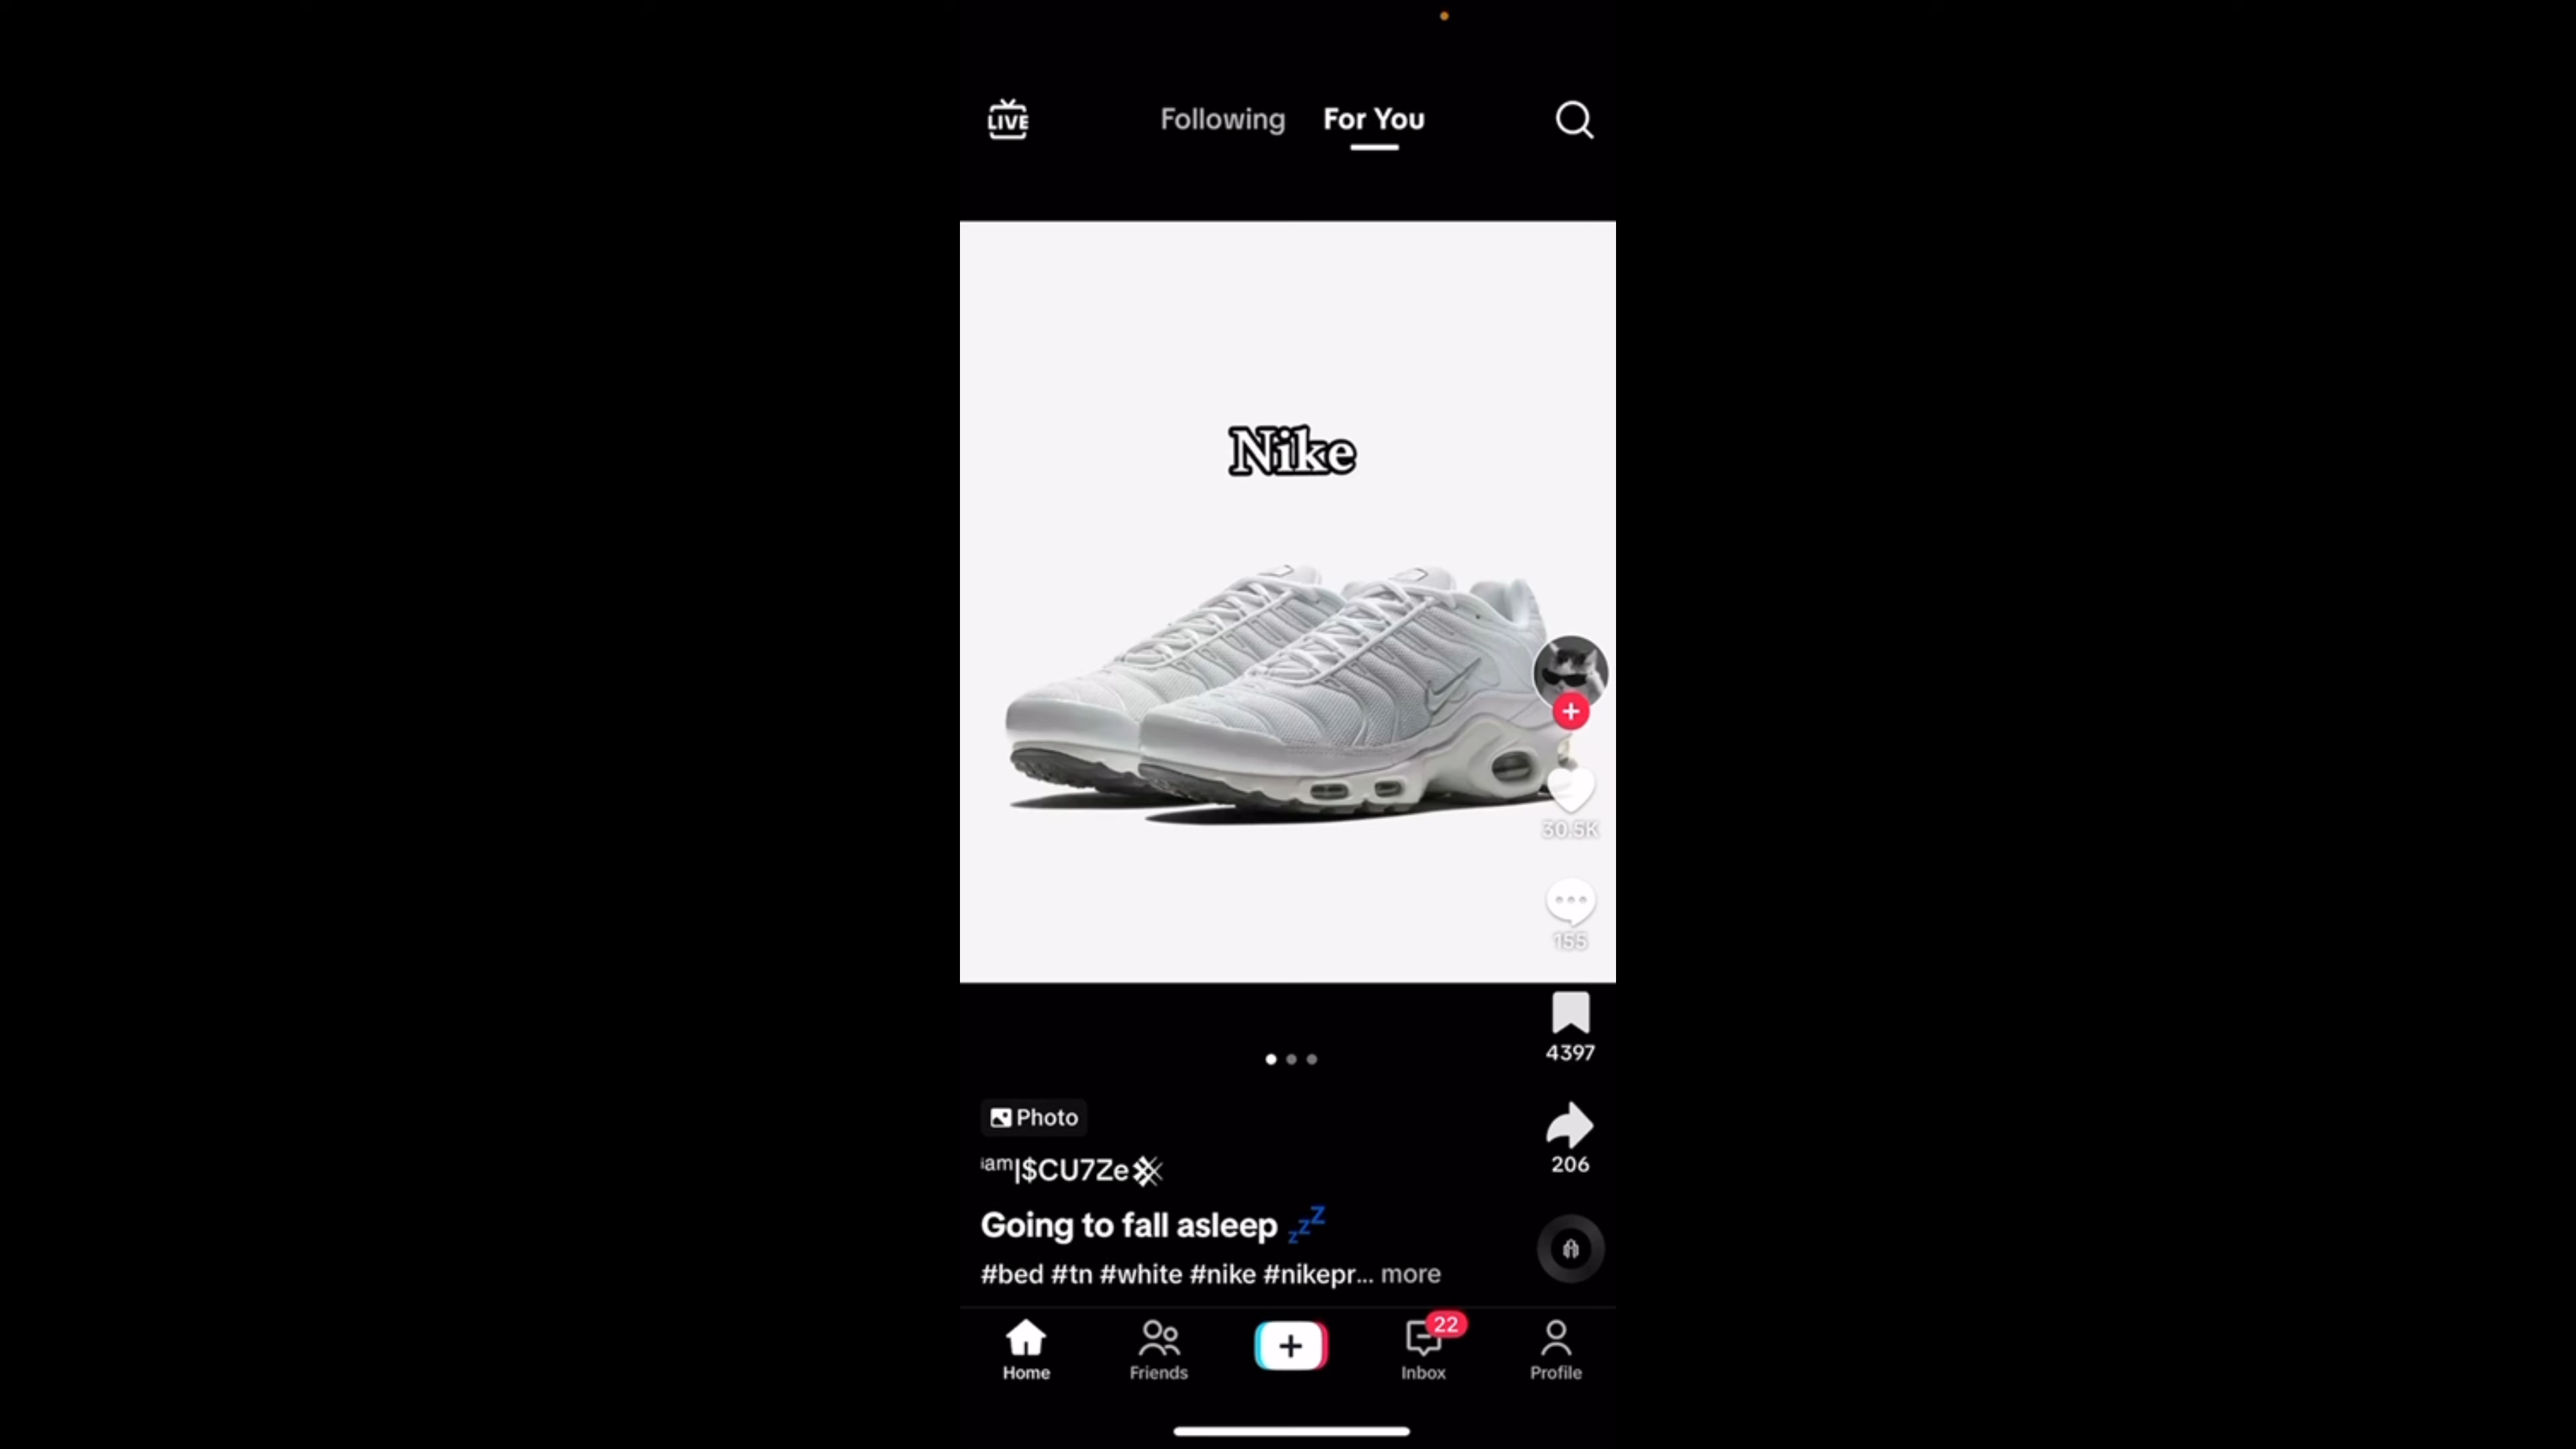 LIVE
Following
For You
Nike
30.5K
155
4397
206
Photo
ⁱᵃᵐ|$CU7Ze
Going to fall asleep 💤
#bed #tn #white #nike #nikepr... more
22
Home
Friends
Inbox
Profile